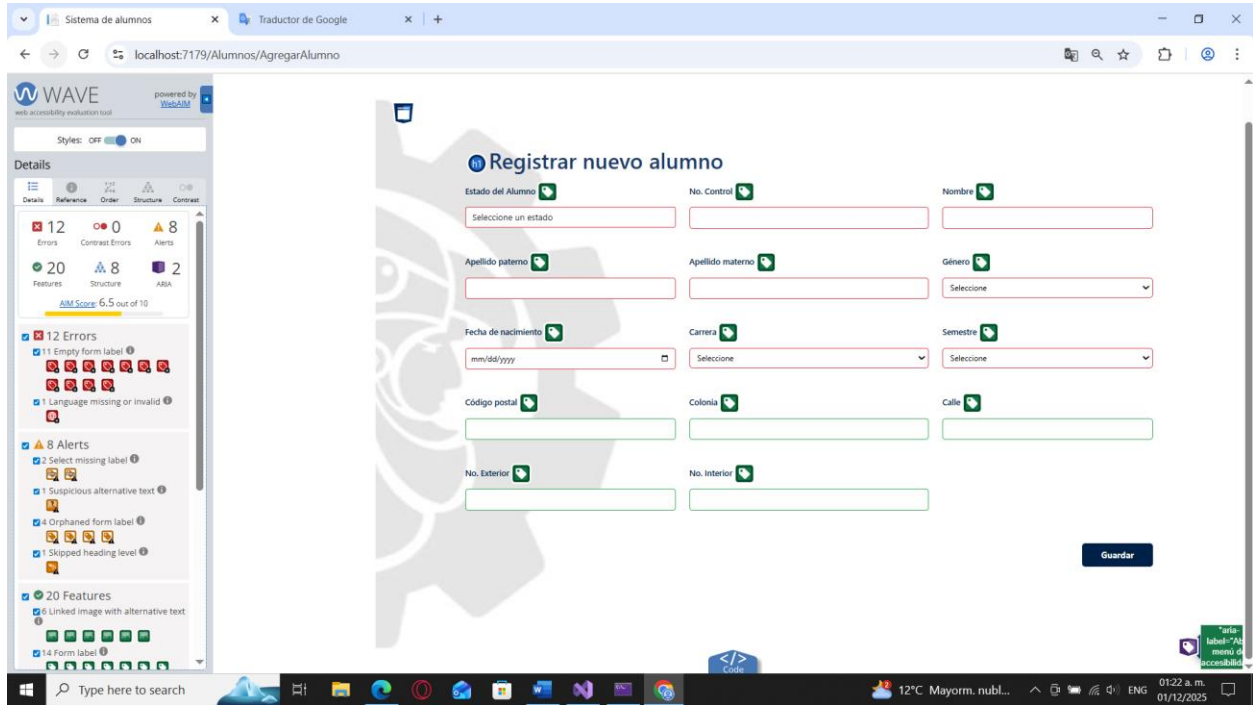 Sistema de alumnos
Traductor de Google
localhost:7179/Alumnos/AgregarAlumno
WAVE
powered by
WebAIM
web accessibility evaluation tool
Styles: OFF ON
Details
Details Reference Order Structure Contrast
12 0 8
Errors Contrast Errors Alerts
20 8 2
Features Structure ARIA
AIM Score: 6.5 out of 10
12 Errors
11 Empty form label
1 Language missing or invalid
8 Alerts
2 Select missing label
1 Suspicious alternative text
4 Orphaned form label
1 Skipped heading level
20 Features
6 Linked image with alternative text
14 Form label
h1 Registrar nuevo alumno
Estado del Alumno No. Control Nombre
Seleccione un estado
Apellido paterno Apellido materno Género
Seleccione
Fecha de nacimiento Carrera Semestre
mm/dd/yyyy Seleccione Seleccione
Código postal Colonia Calle
No. Exterior No. Interior
Guardar
</>
Code
*aria-
label="Ab
menú de
accesibilida
Type here to search
12°C Mayorm. nubl...
ENG
01:22 a. m.
01/12/2025